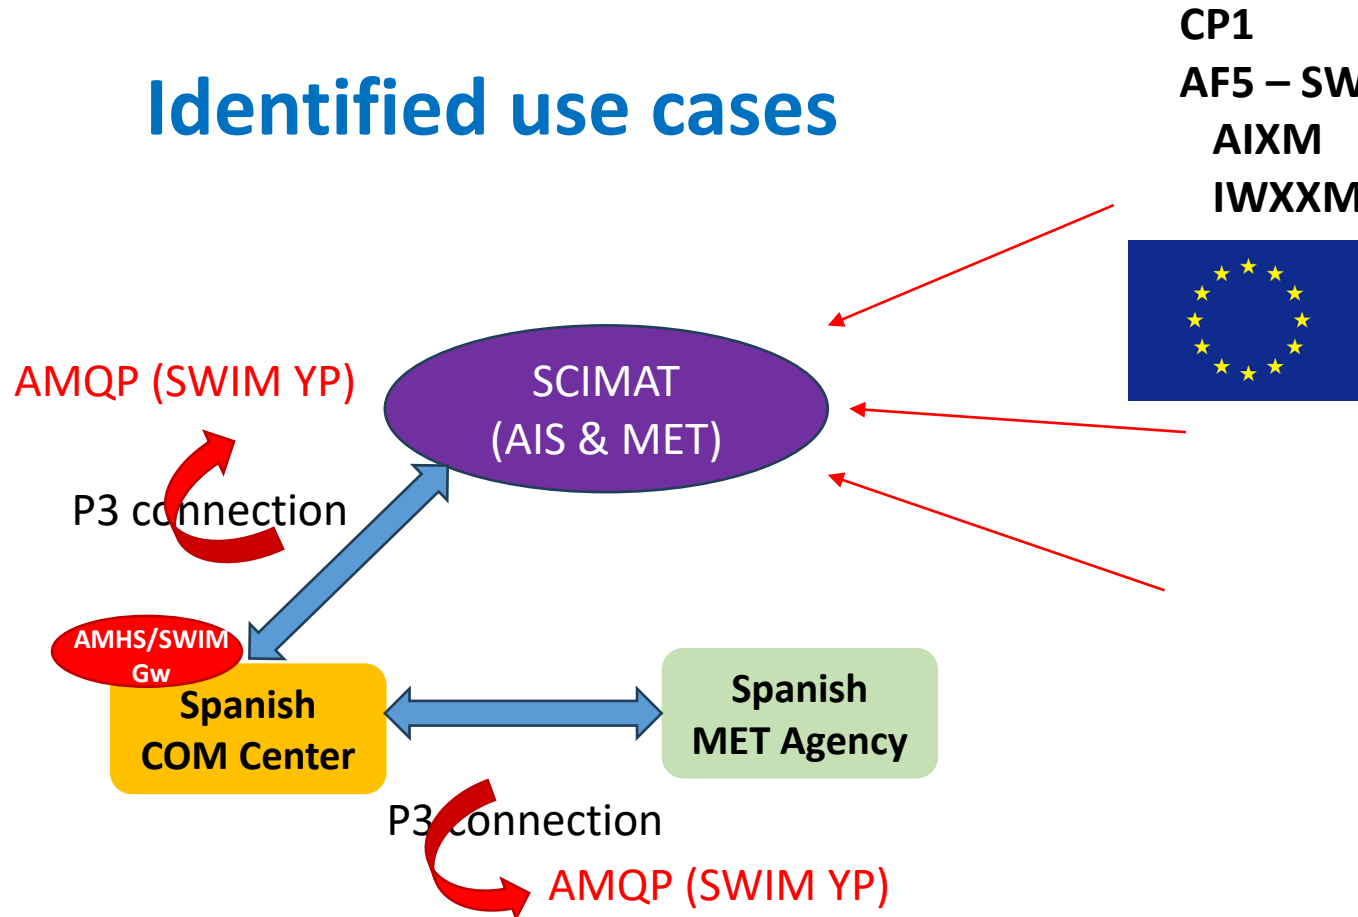 Identified use cases
CP1
AF5 – SW
AIXM
IWXXM
AMQP (SWIM YP)
SCIMAT
(AIS & MET)
P3 connection
AMHS/SWIM
Gw
Spanish
COM Center
Spanish
MET Agency
P3 connection
AMQP (SWIM YP)